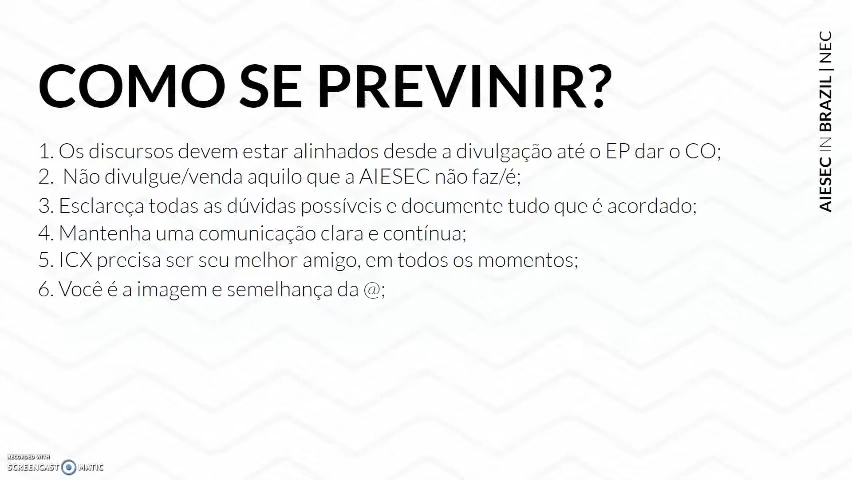 COMO SE PREVINIR?
1. Os discursos devem estar alinhados desde a divulgação até o EP dar o CO;
2. Não divulgue/venda aquilo que a AIESEC não faz/é;
3. Esclareça todas as dúvidas possíveis e documente tudo que é acordado;
4. Mantenha uma comunicação clara e contínua;
5. ICX precisa ser seu melhor amigo, em todos os momentos;
6. Você é a imagem e semelhança da @;
AIESEC IN BRAZIL | NEC
RECORDED WITH
SCREENCAST MATIC